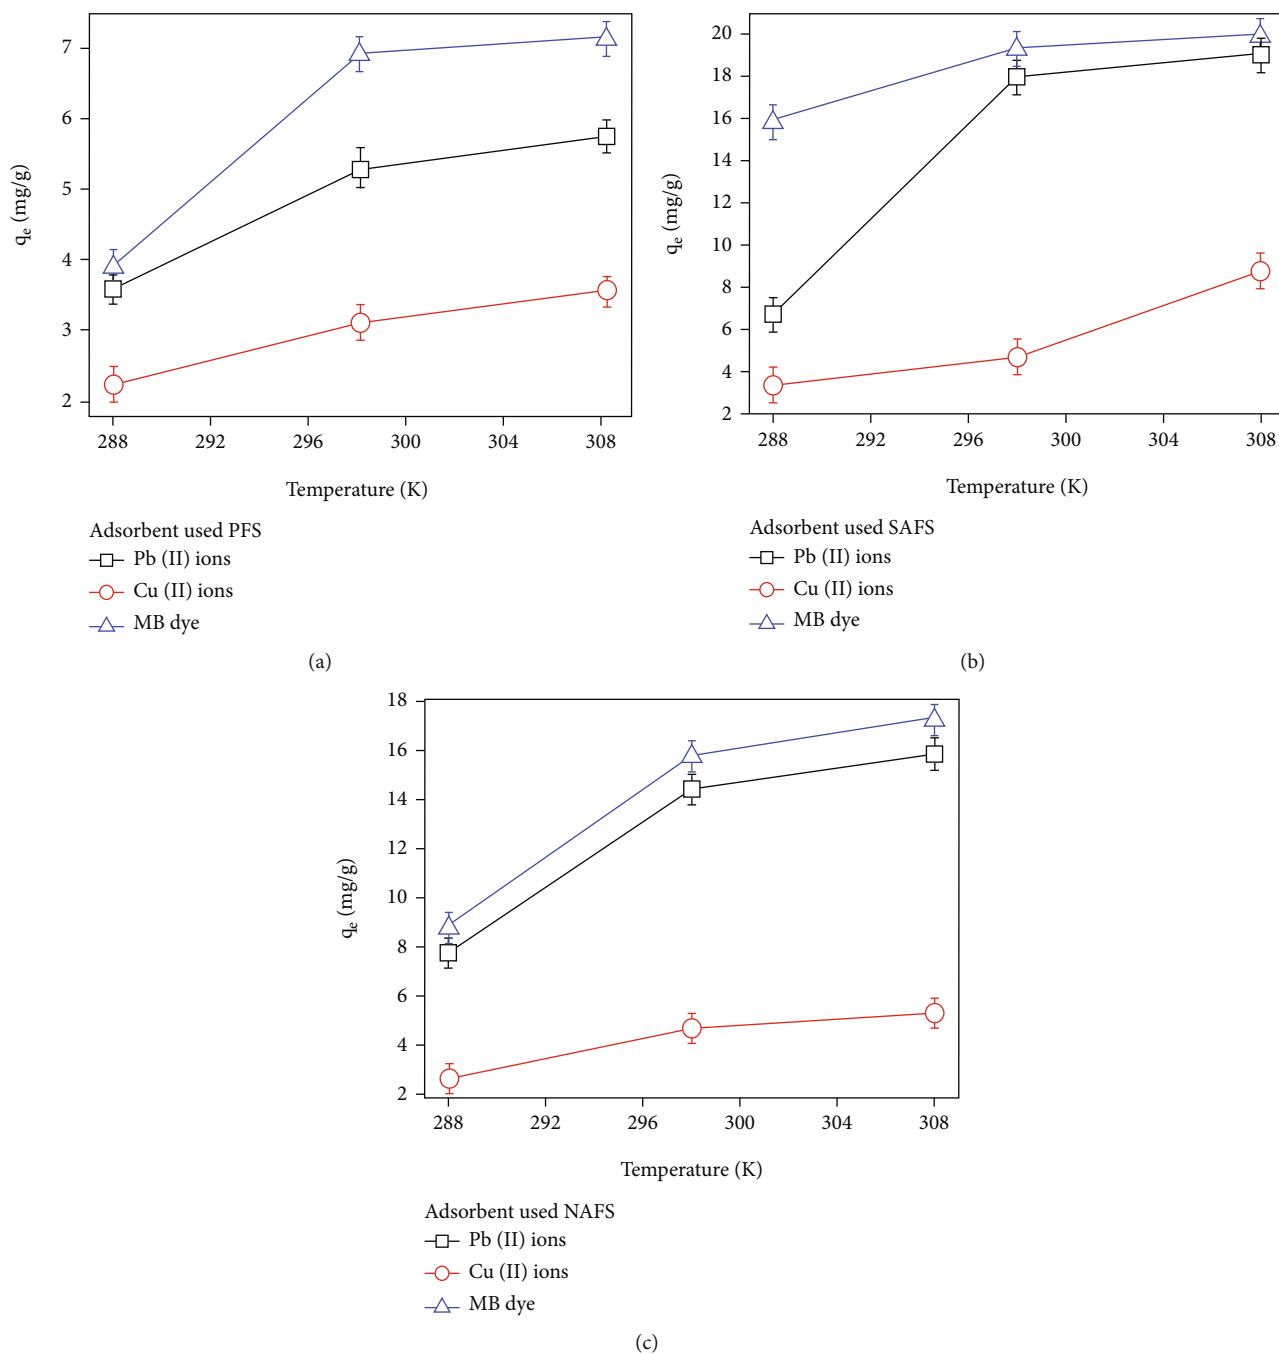 7
6
5
4
3
2
q_e (mg/g)
288 292 296 300 304 308
Temperature (K)
Adsorbent used PFS
Pb (II) ions
Cu (II) ions
MB dye
(a)
20
18
16
14
12
10
8
6
4
2
q_e (mg/g)
288 292 296 300 304 308
Temperature (K)
Adsorbent used SAFS
Pb (II) ions
Cu (II) ions
MB dye
(b)
18
16
14
12
10
8
6
4
2
q_e (mg/g)
288 292 296 300 304 308
Temperature (K)
Adsorbent used NAFS
Pb (II) ions
Cu (II) ions
MB dye
(c)